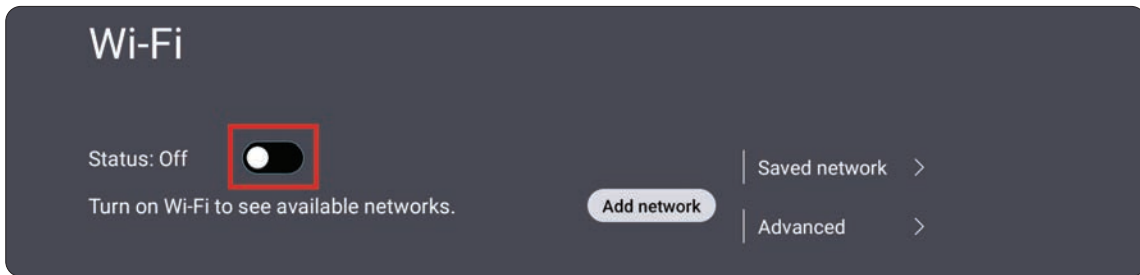 Wi-Fi
Status: Off
Turn on Wi-Fi to see available networks.
Add network
Saved network
Advanced